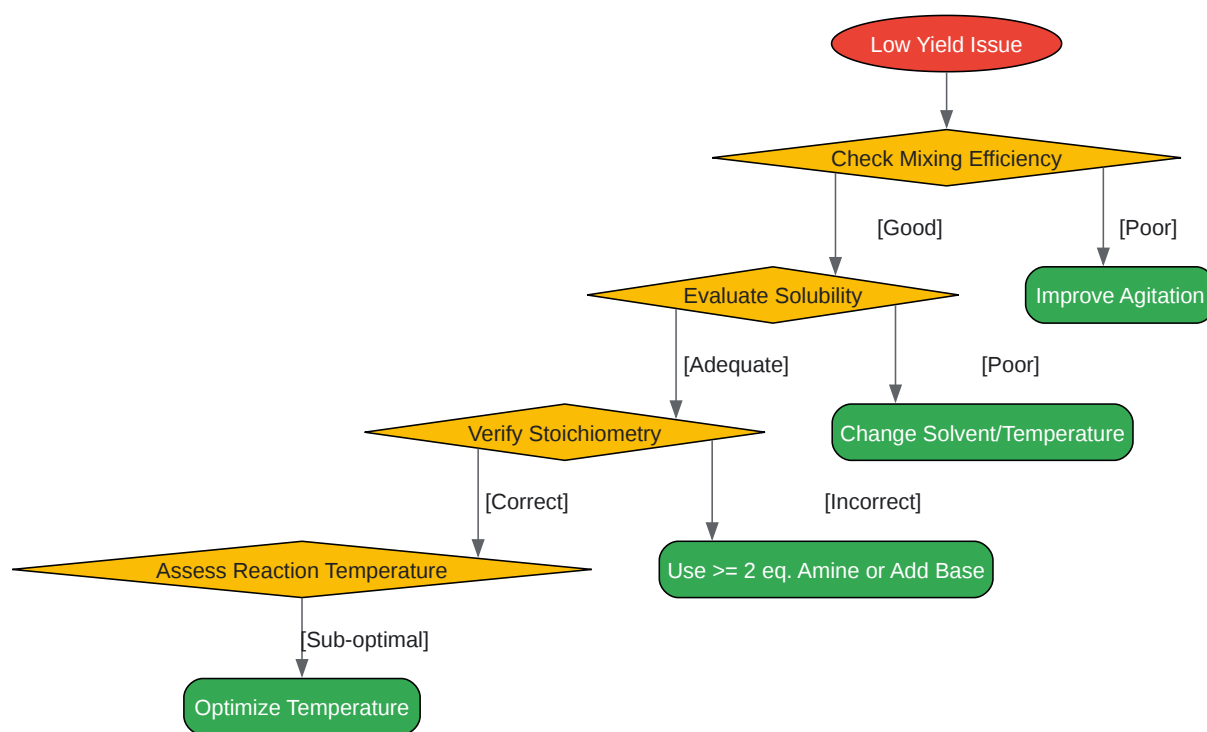 Low Yield Issue
Check Mixing Efficiency
[Good]
[Poor]
Evaluate Solubility
Improve Agitation
[Adequate]
[Poor]
Verify Stoichiometry
Change Solvent/Temperature
[Correct]
[Incorrect]
Assess Reaction Temperature
Use >= 2 eq. Amine or Add Base
[Sub-optimal]
Optimize Temperature